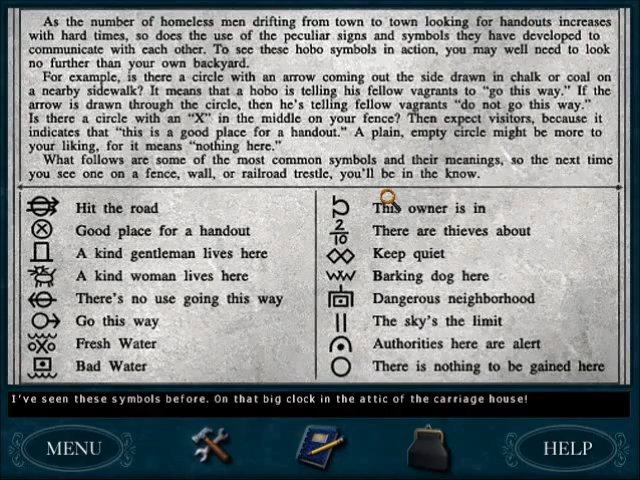 As the number of homeless men drifting from town to town looking for handouts increases
with hard times, so does the use of the peculiar signs and symbols they have developed to
communicate with each other. To see these hobo symbols in action, you may well need to look
no further than your own backyard.
For example, is there a circle with an arrow coming out the side drawn in chalk or coal on
a nearby sidewalk? It means that a hobo is telling his fellow vagrants to "go this way." If the
arrow is drawn through the circle, then he's telling fellow vagrants "do not go this way."
Is there a circle with an "X" in the middle on your fence? Then expect visitors, because it
indicates that "this is a good place for a handout." A plain, empty circle might be more to
your liking, for it means "nothing here."
What follows are some of the most common symbols and their meanings, so the next time
you see one on a fence, wall, or railroad trestle, you'll be in the know.
Hit the road
Good place for a handout
A kind gentleman lives here
A kind woman lives here
There's no use going this way
Go this way
Fresh Water
Bad Water
This owner is in
2/10 There are thieves about
Keep quiet
Barking dog here
Dangerous neighborhood
The sky's the limit
Authorities here are alert
There is nothing to be gained here
I've seen these symbols before. On that big clock in the attic of the carriage house!
MENU
HELP